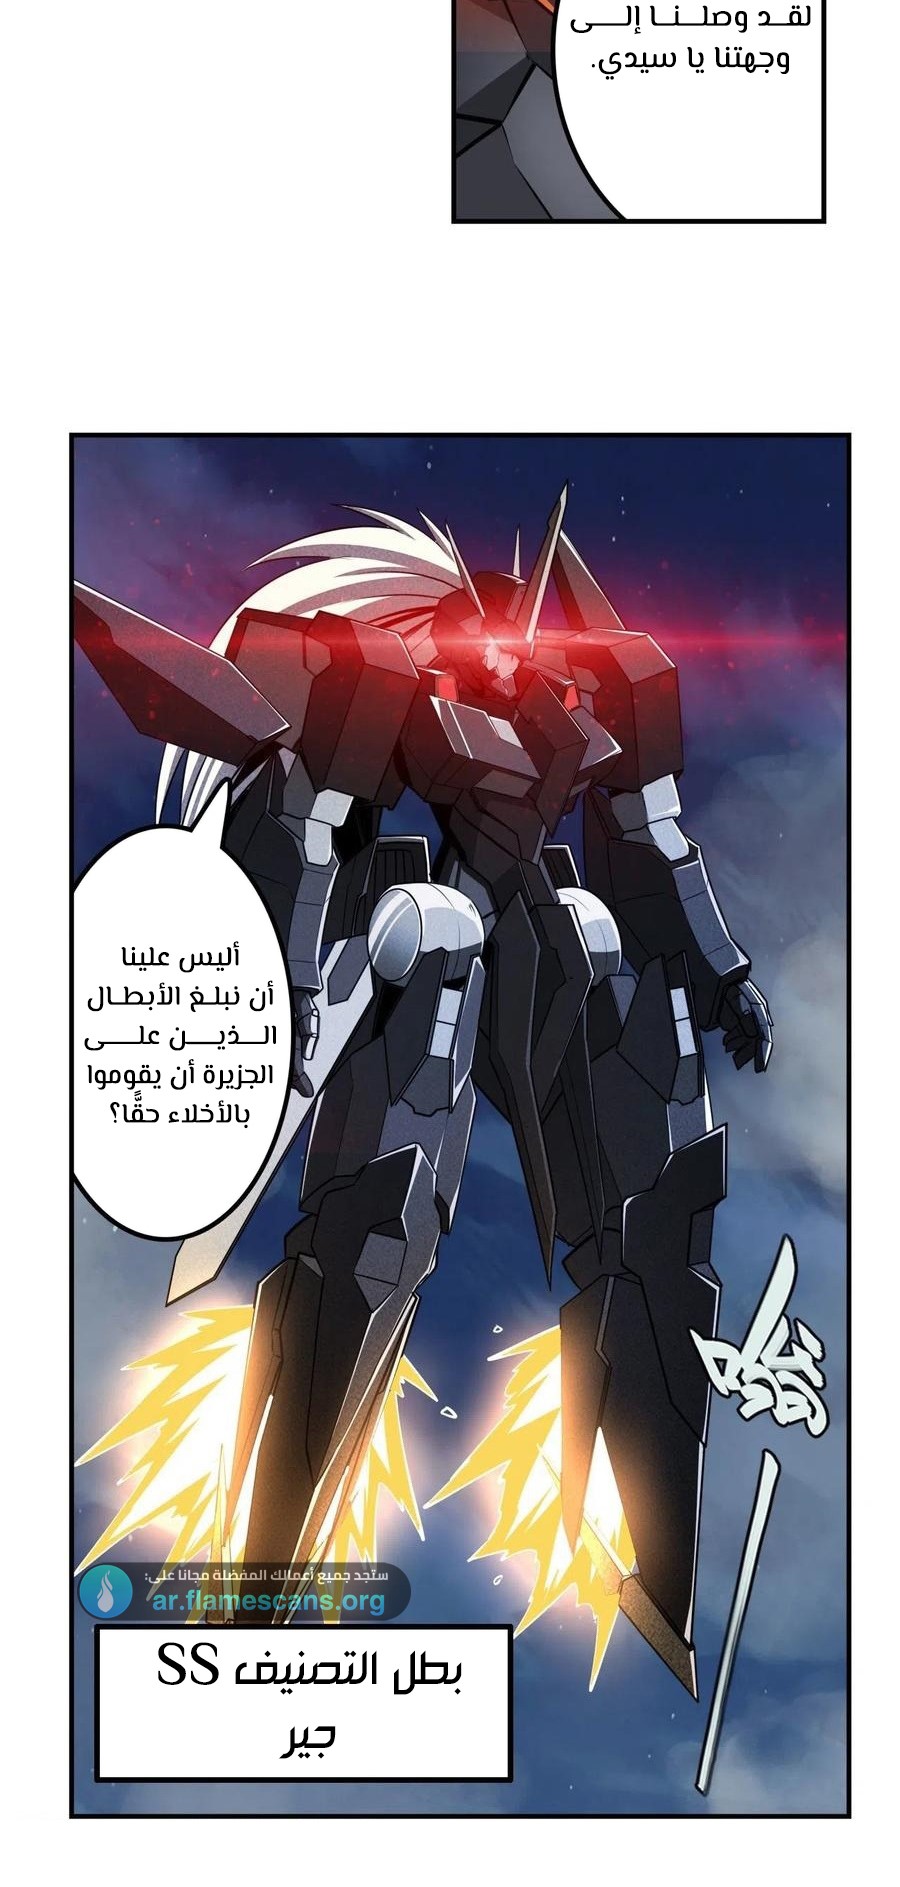 لقد وصلنا إلى
وجهتنا يا سيدي.
أليس علينا
أن نبلغ الأبطال
الذين على
الجزيرة أن يقوموا
بالأخلاء حقًّا؟
ستجد جميع أعمالك المفضلة مجانا على:
ar.flamescans.org
بطل التصنيف SS
جير